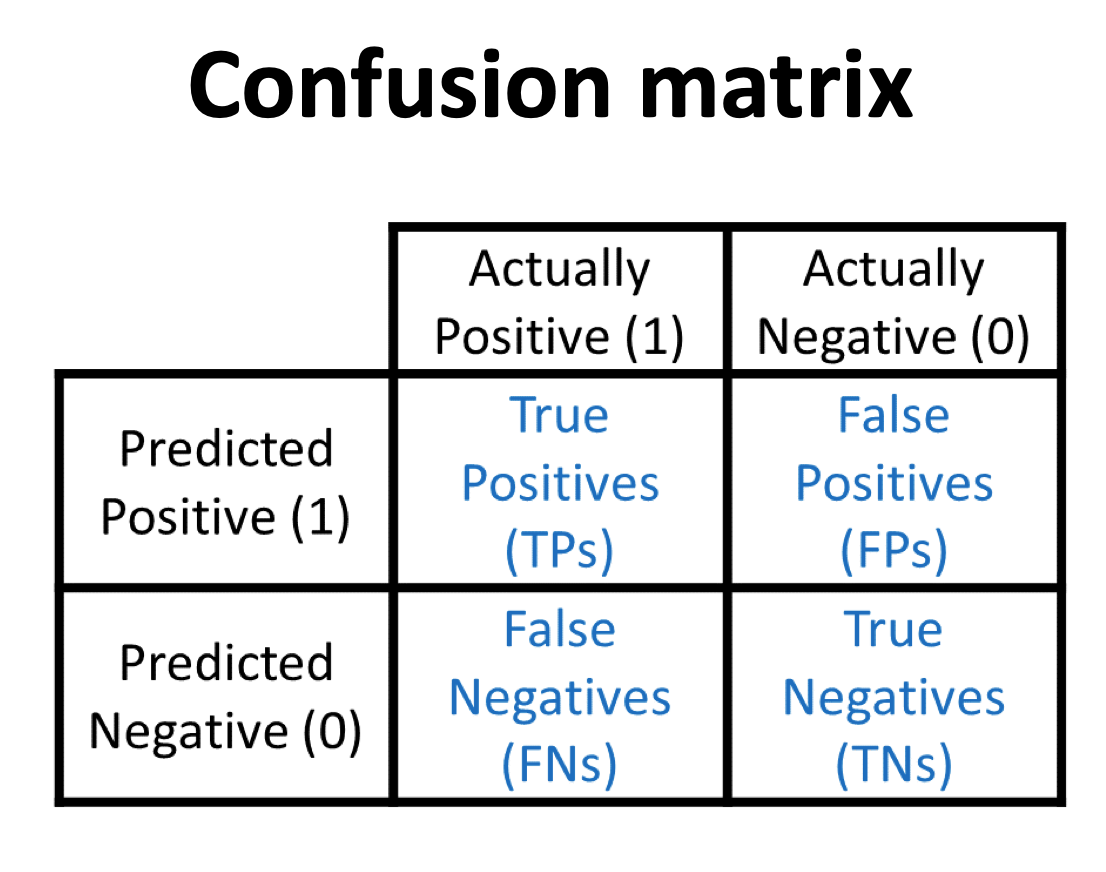 Confusion matrix
Actually
Positive (1)
Actually
Negative (0)
Predicted
Positive (1)
True
Positives
(TPs)
False
Positives
(FPs)
Predicted
Negative (0)
False
Negatives
(FNs)
True
Negatives
(TNs)